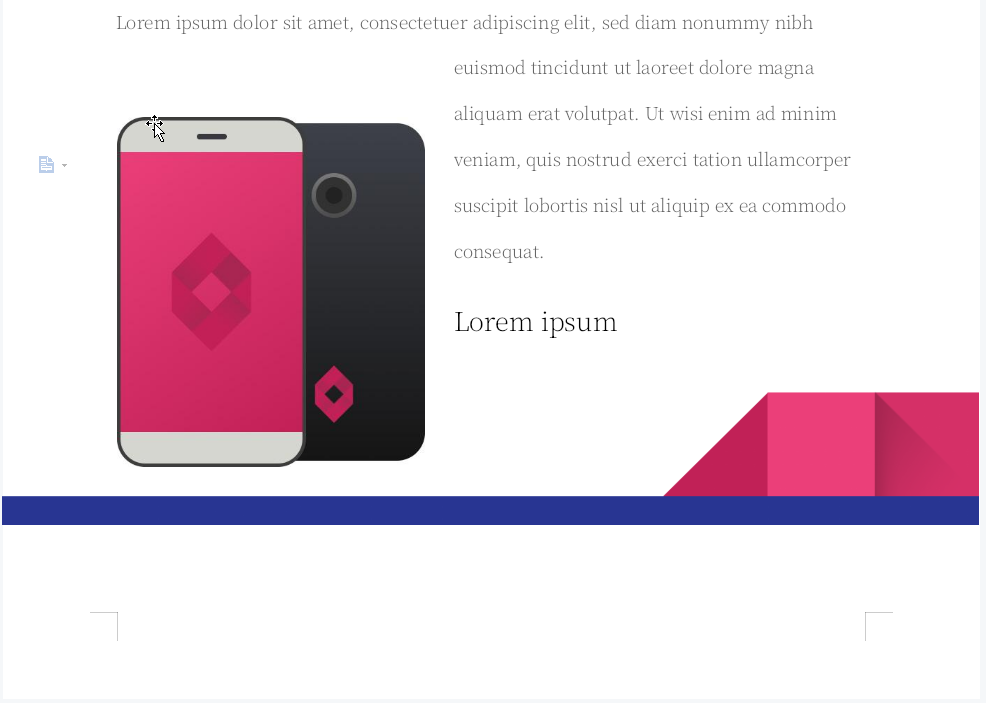 Lorem ipsum dolor sit amet, consectetuer adipiscing elit, sed diam nonummy nibh
euismod tincidunt ut laoreet dolore magna
aliquam erat volutpat. Ut wisi enim ad minim
veniam, quis nostrud exerci tation ullamcorper
suscipit lobortis nisl ut aliquip ex ea commodo
consequat.
Lorem ipsum